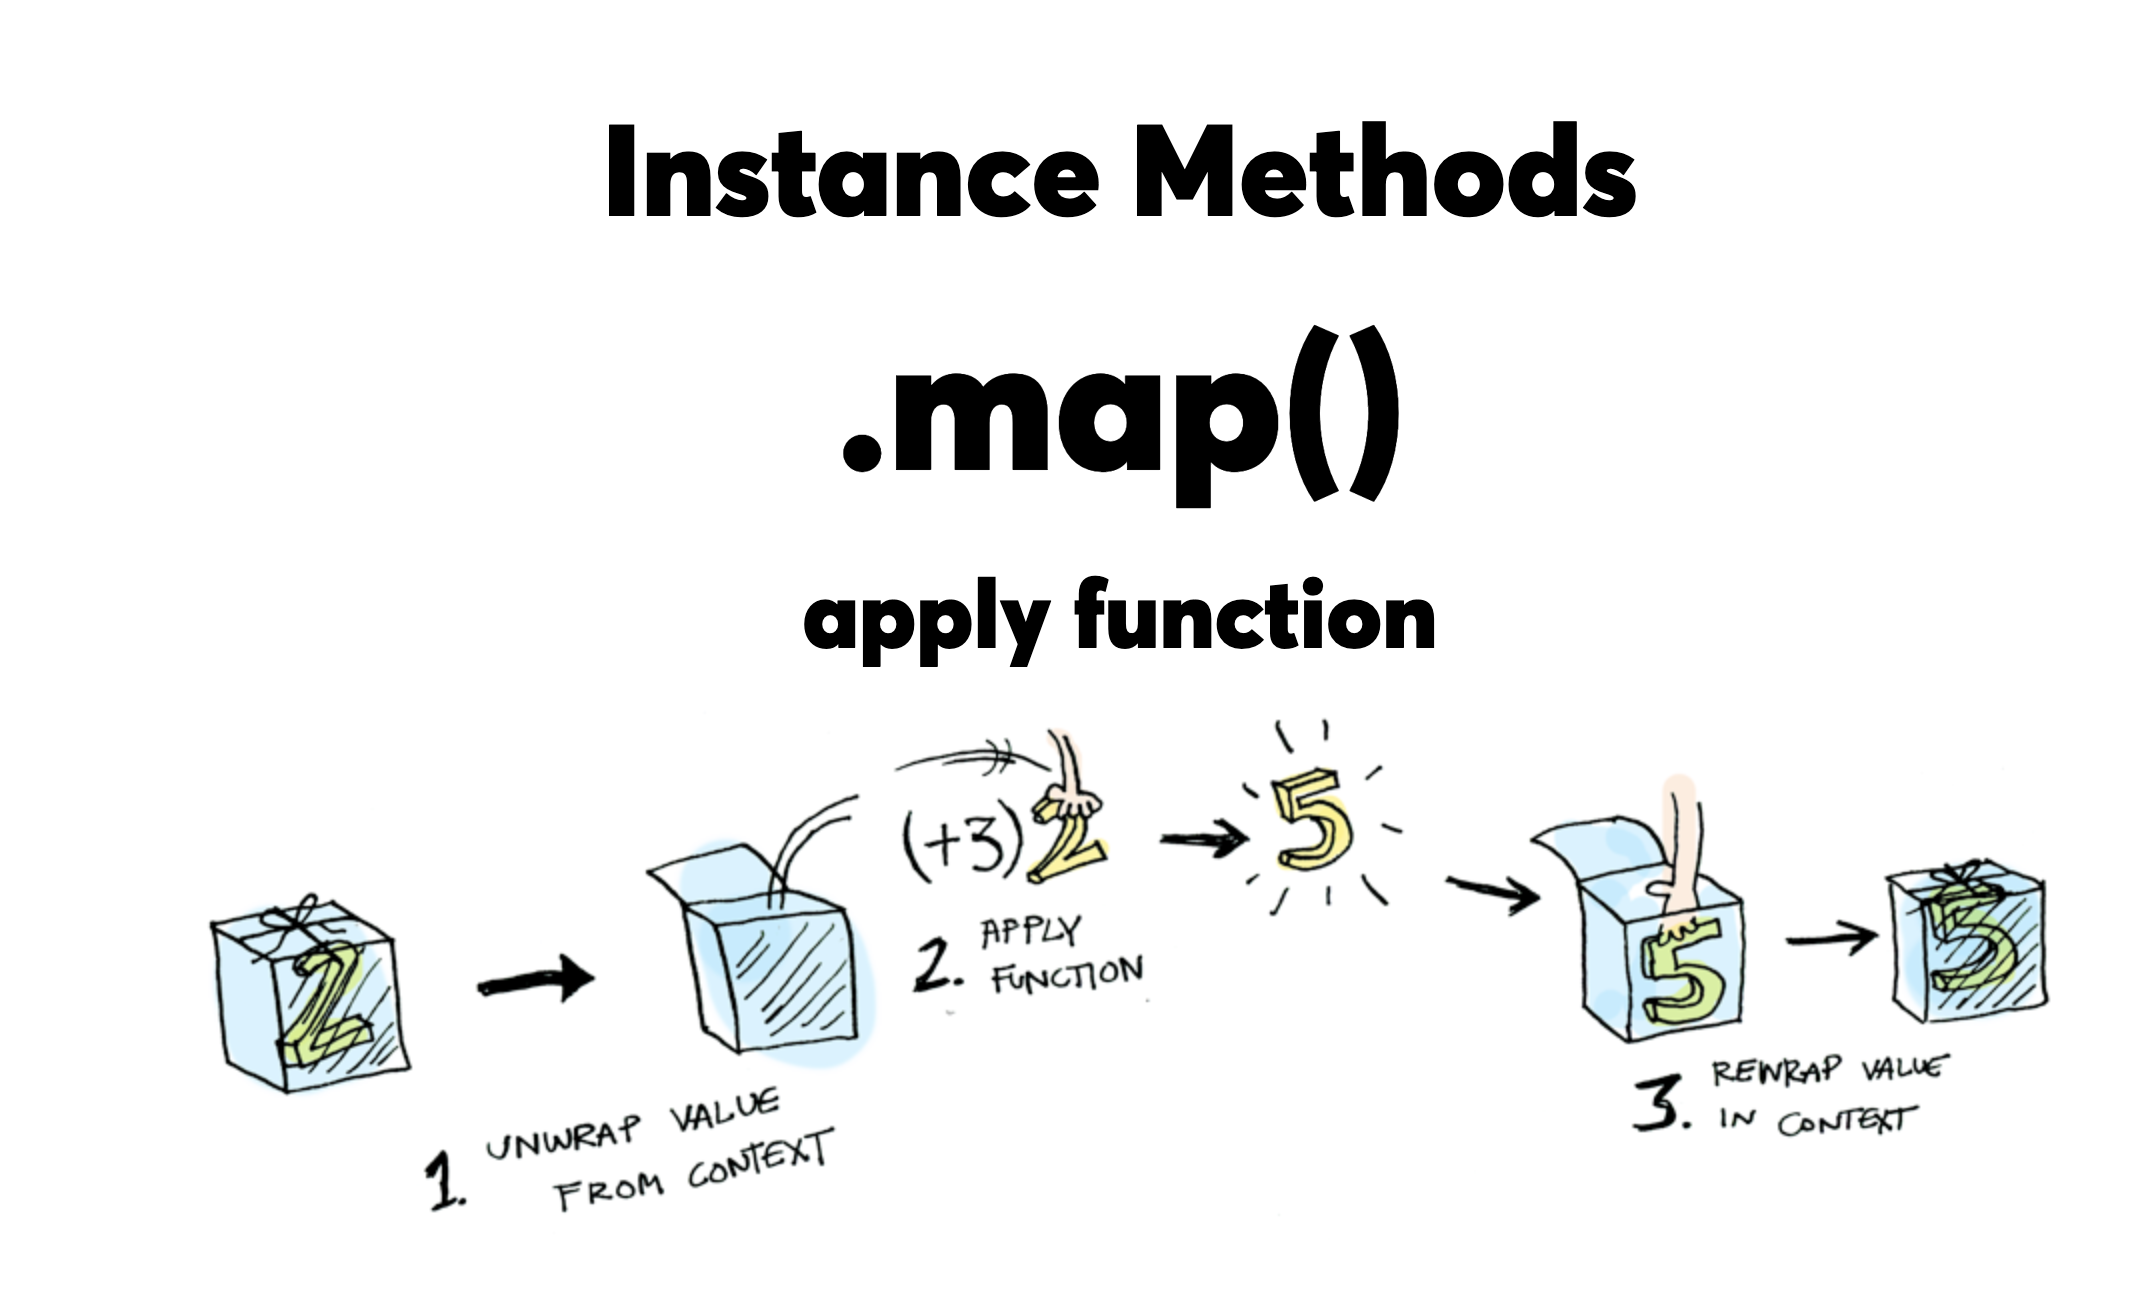 Instance Methods
.map()
apply function
2
1. UNWRAP VALUE
FROM CONTEXT
(+3) 2
2. APPLY
FUNCTION
5
5
3. REWRAP VALUE
IN CONTEXT
5